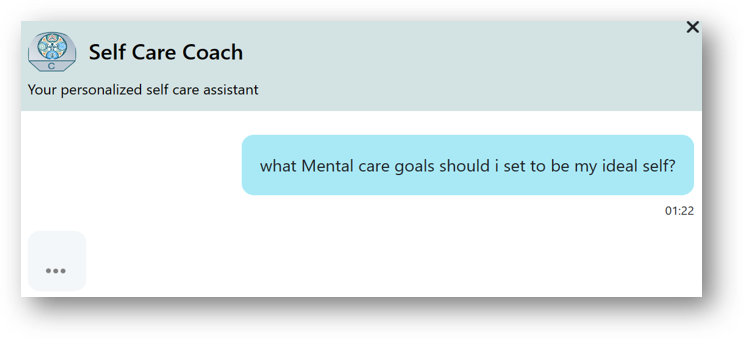 Self Care Coach
Your personalized self care assistant
what Mental care goals should i set to be my ideal self?
01:22
...
C